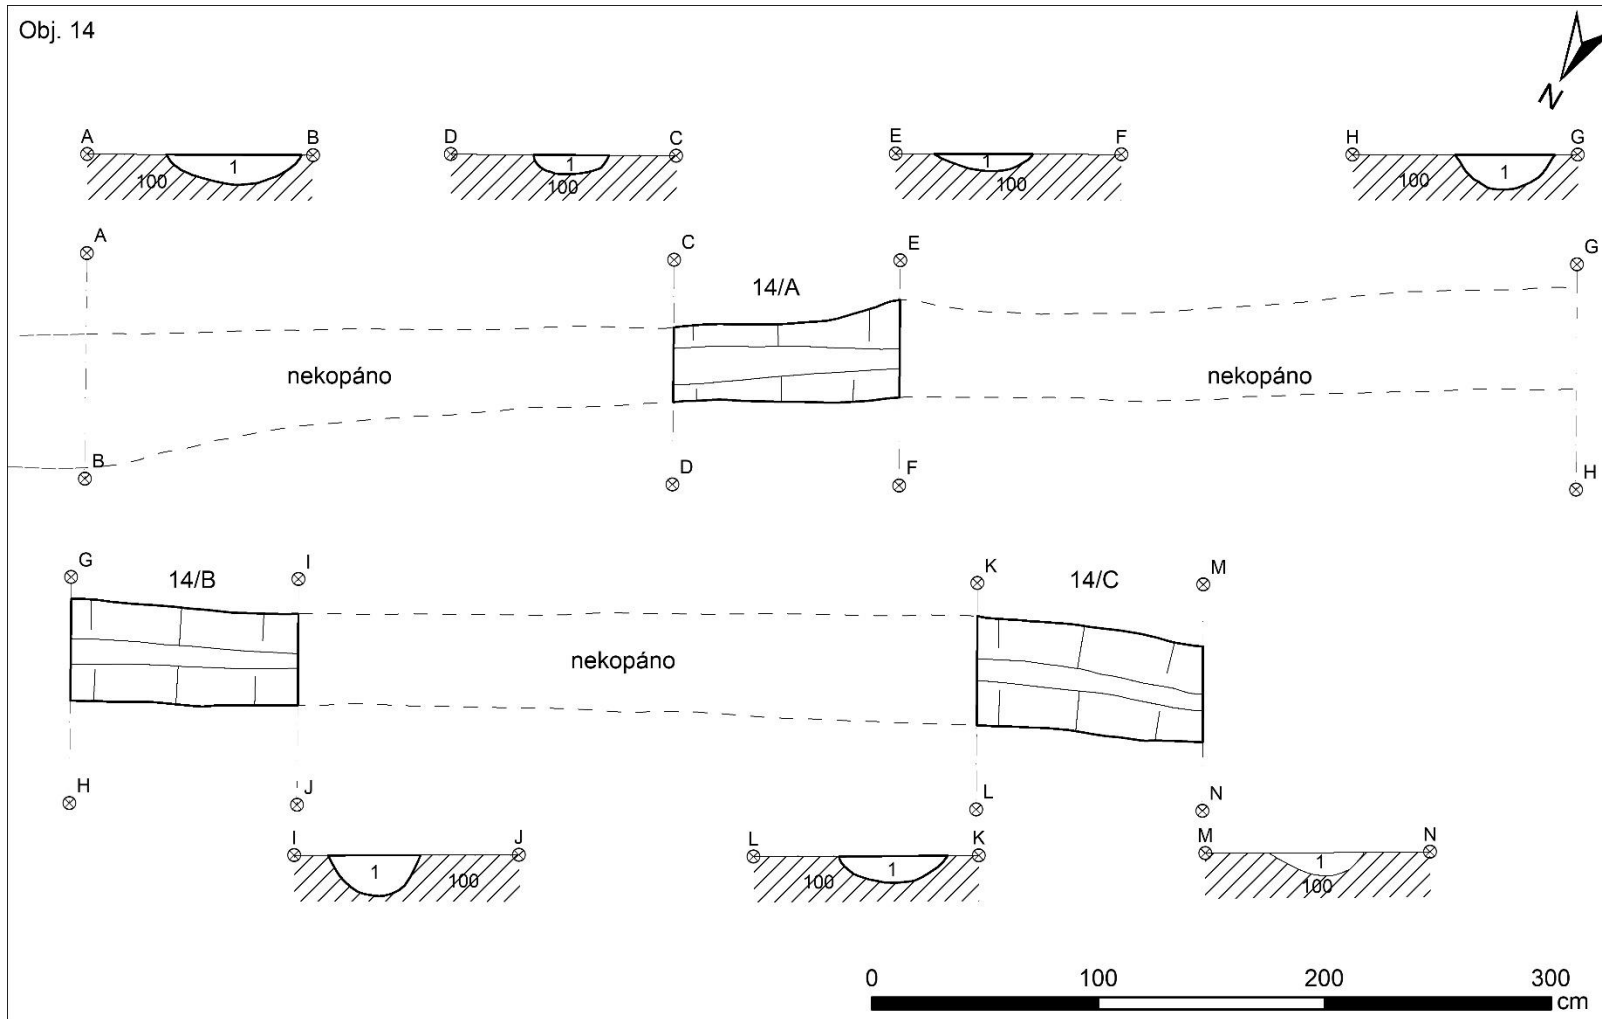 Obj. 14
N
A B D C E F H G
1 1 1 1
100 100 100 100
A C E G
14/A
nekopáno nekopáno
B D F H
G 14/B I K 14/C M
nekopáno
H J L N
I J L K M N
1 1 1
100 100 100
0 100 200 300
cm